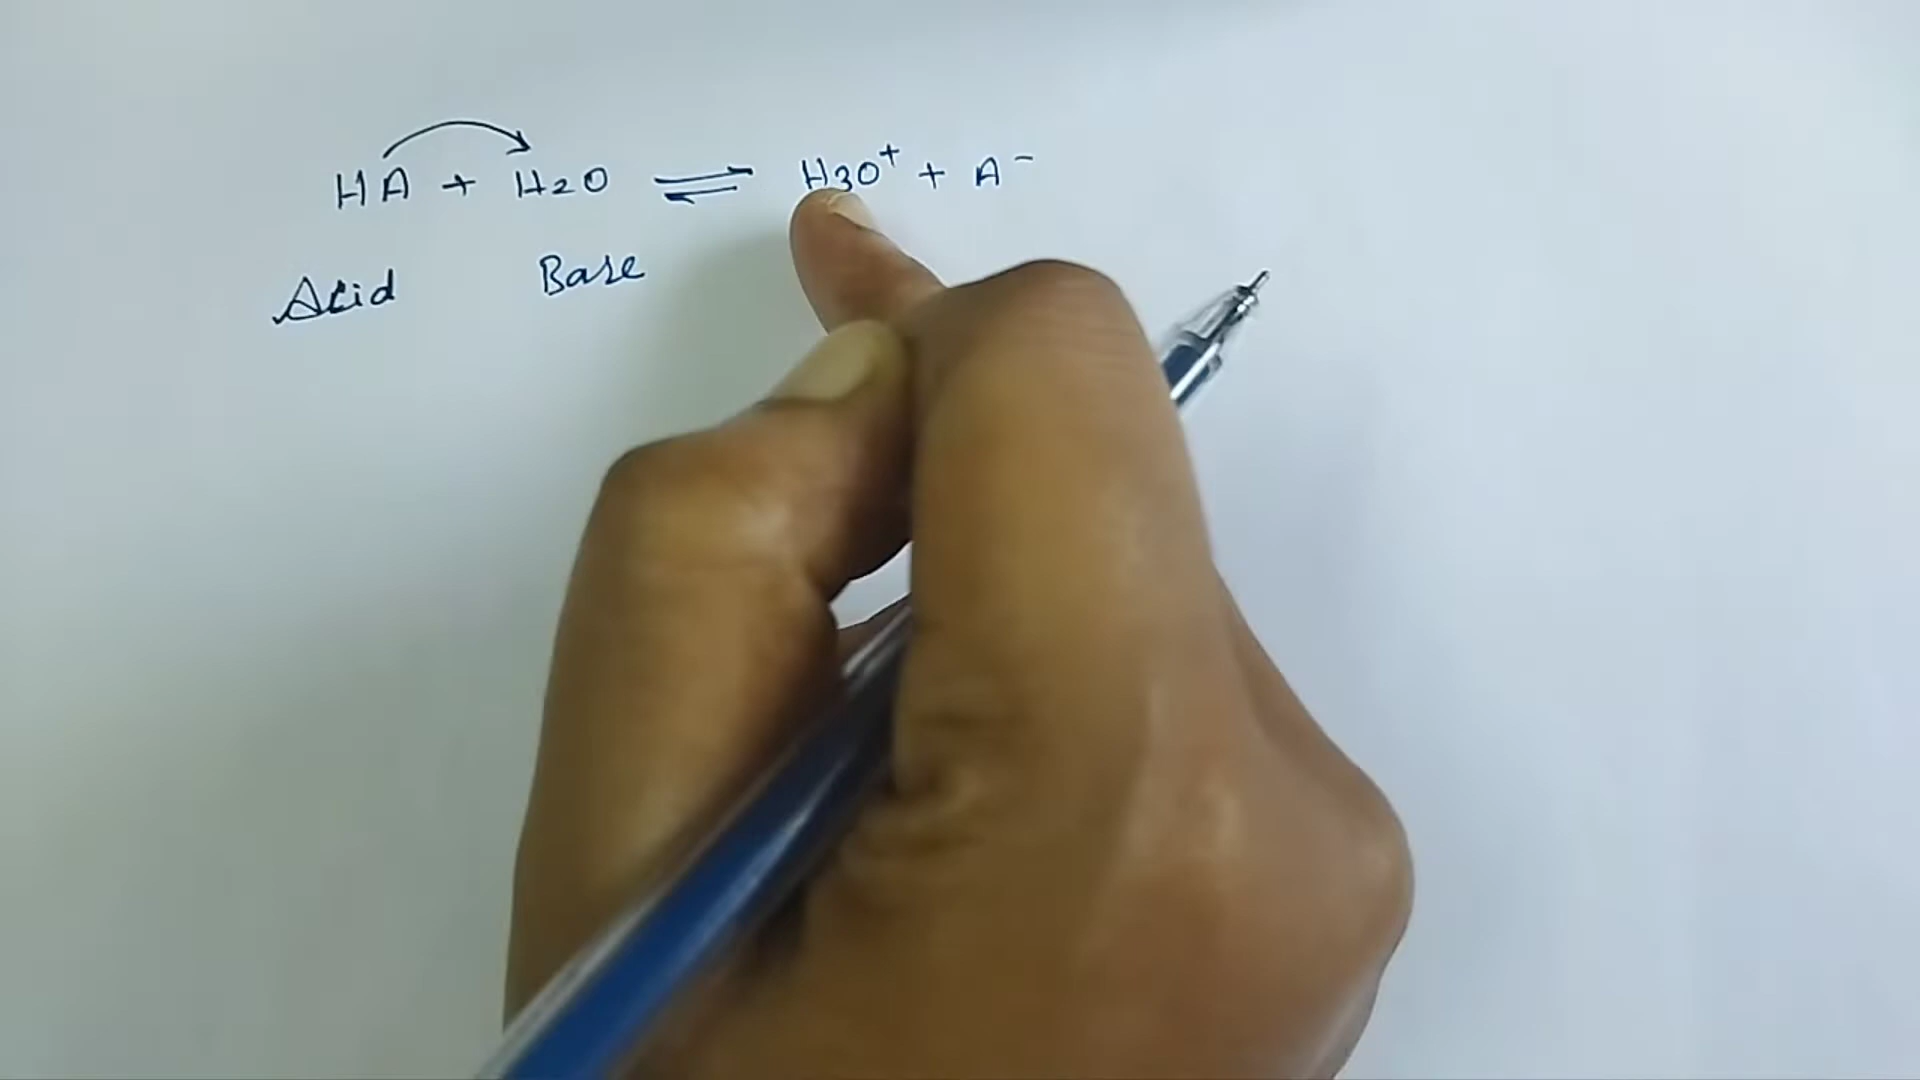 HA + H2O ⇌ H3O⁺ + A⁻
Acid Base